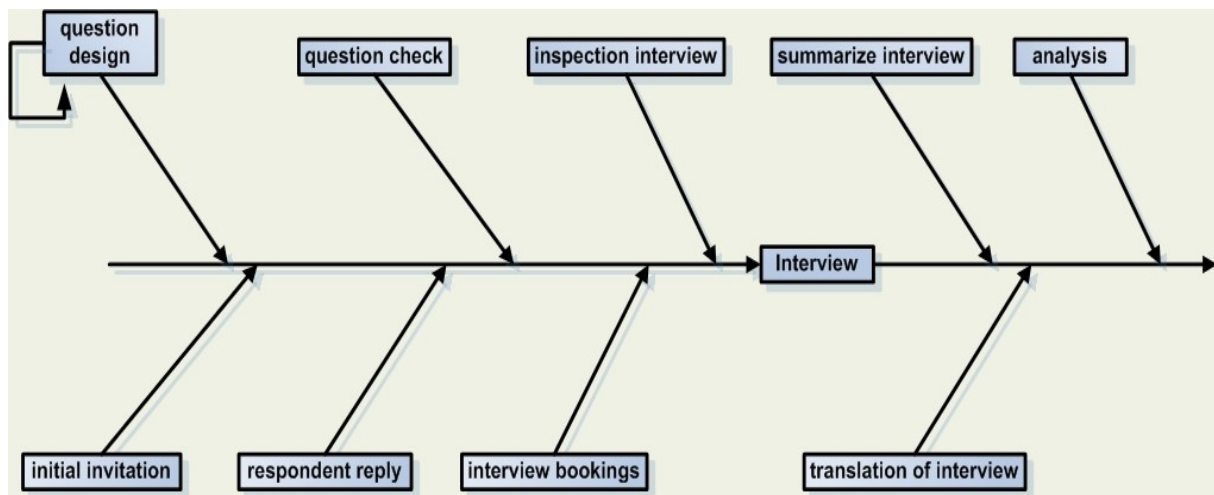 question
design
question check
inspection interview
summarize interview
analysis
Interview
initial invitation
respondent reply
interview bookings
translation of interview